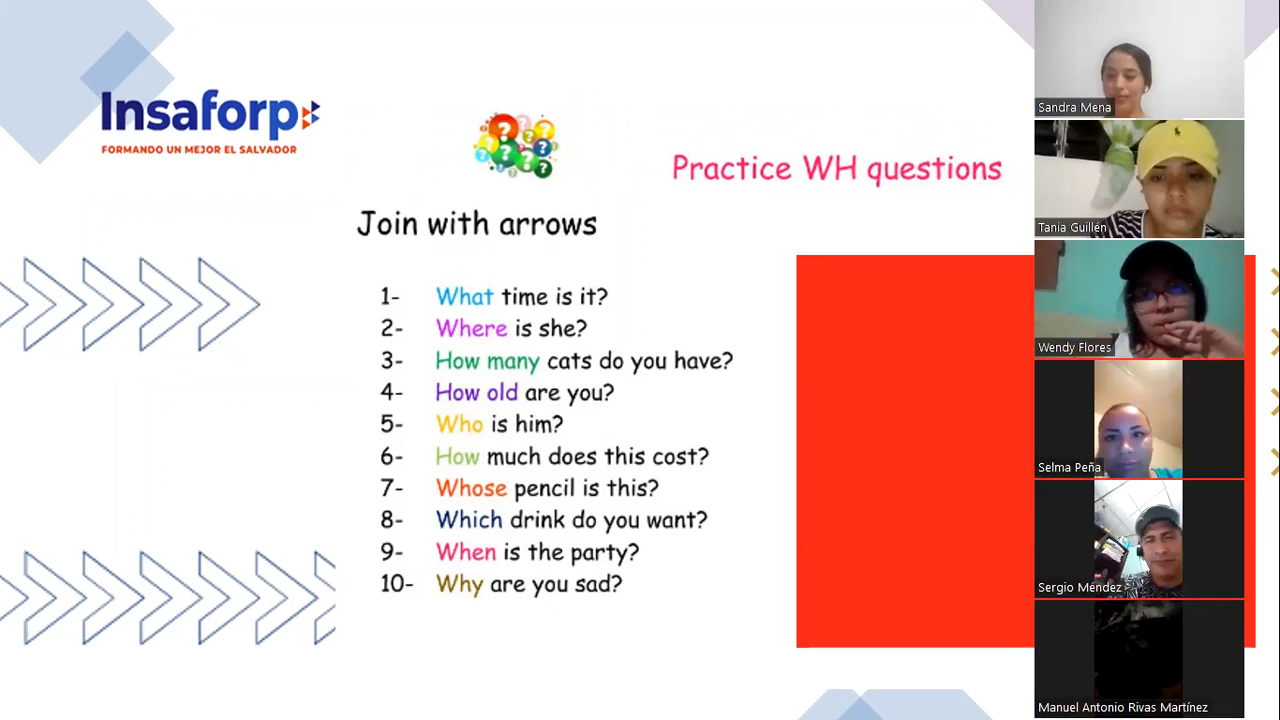 Insaforp
FORMANDO UN MEJOR EL SALVADOR
Practice WH questions
Join with arrows
1- What time is it?
2- Where is she?
3- How many cats do you have?
4- How old are you?
5- Who is him?
6- How much does this cost?
7- Whose pencil is this?
8- Which drink do you want?
9- When is the party?
10- Why are you sad?
Sandra Mena
Tania Guillén
Wendy Flores
Selma Peña
Sergio Méndez
Manuel Antonio Rivas Martínez